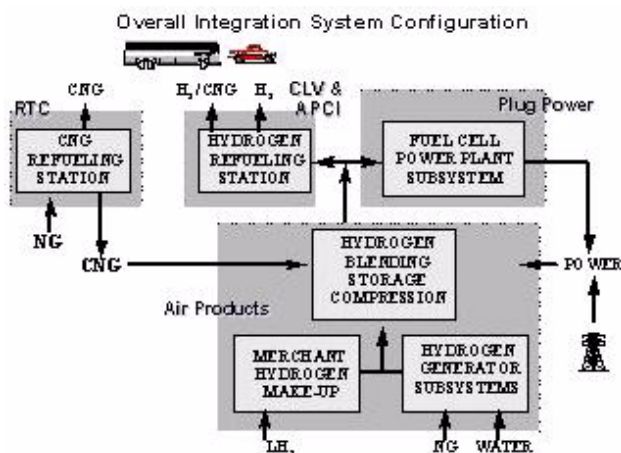 Overall Integration System Configuration
CNG
H₂/CNG
H₂
CLV &
APCI
RTC
Plug Power
CNG
REFUELING
STATION
HYDROGEN
REFUELING
STATION
FUEL CELL
POWER PLANT
SUBSYSTEM
NG
CNG
HYDROGEN
BLENDING
STORAGE
COMPRESSION
POWER
Air Products
MERCHANT
HYDROGEN
MAKE-UP
HYDROGEN
GENERATOR
SUBSYSTEMS
LH₂
NG
WATER